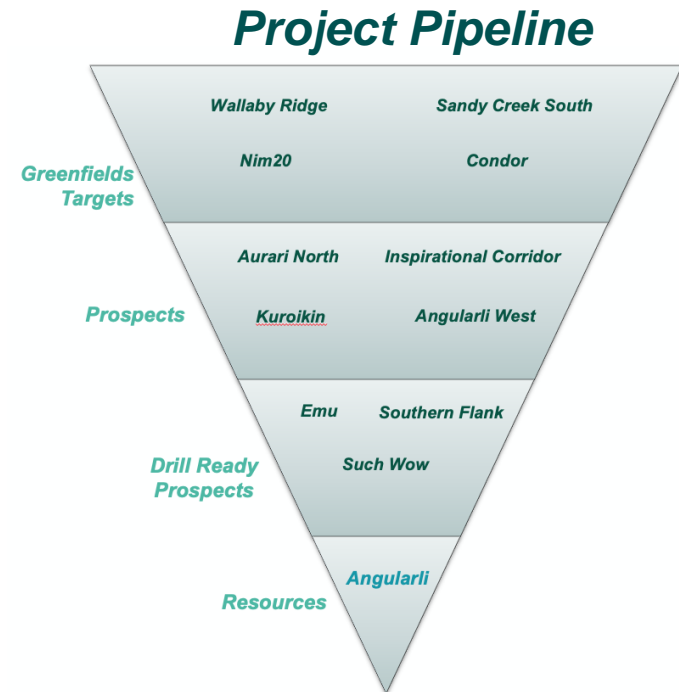 Project Pipeline
Wallaby Ridge Sandy Creek South
Nim20 Condor
Greenfields
Targets
Aurari North Inspirational Corridor
Prospects
Kuroikin Angularli West
Emu Southern Flank
Such Wow
Drill Ready
Prospects
Angularli
Resources